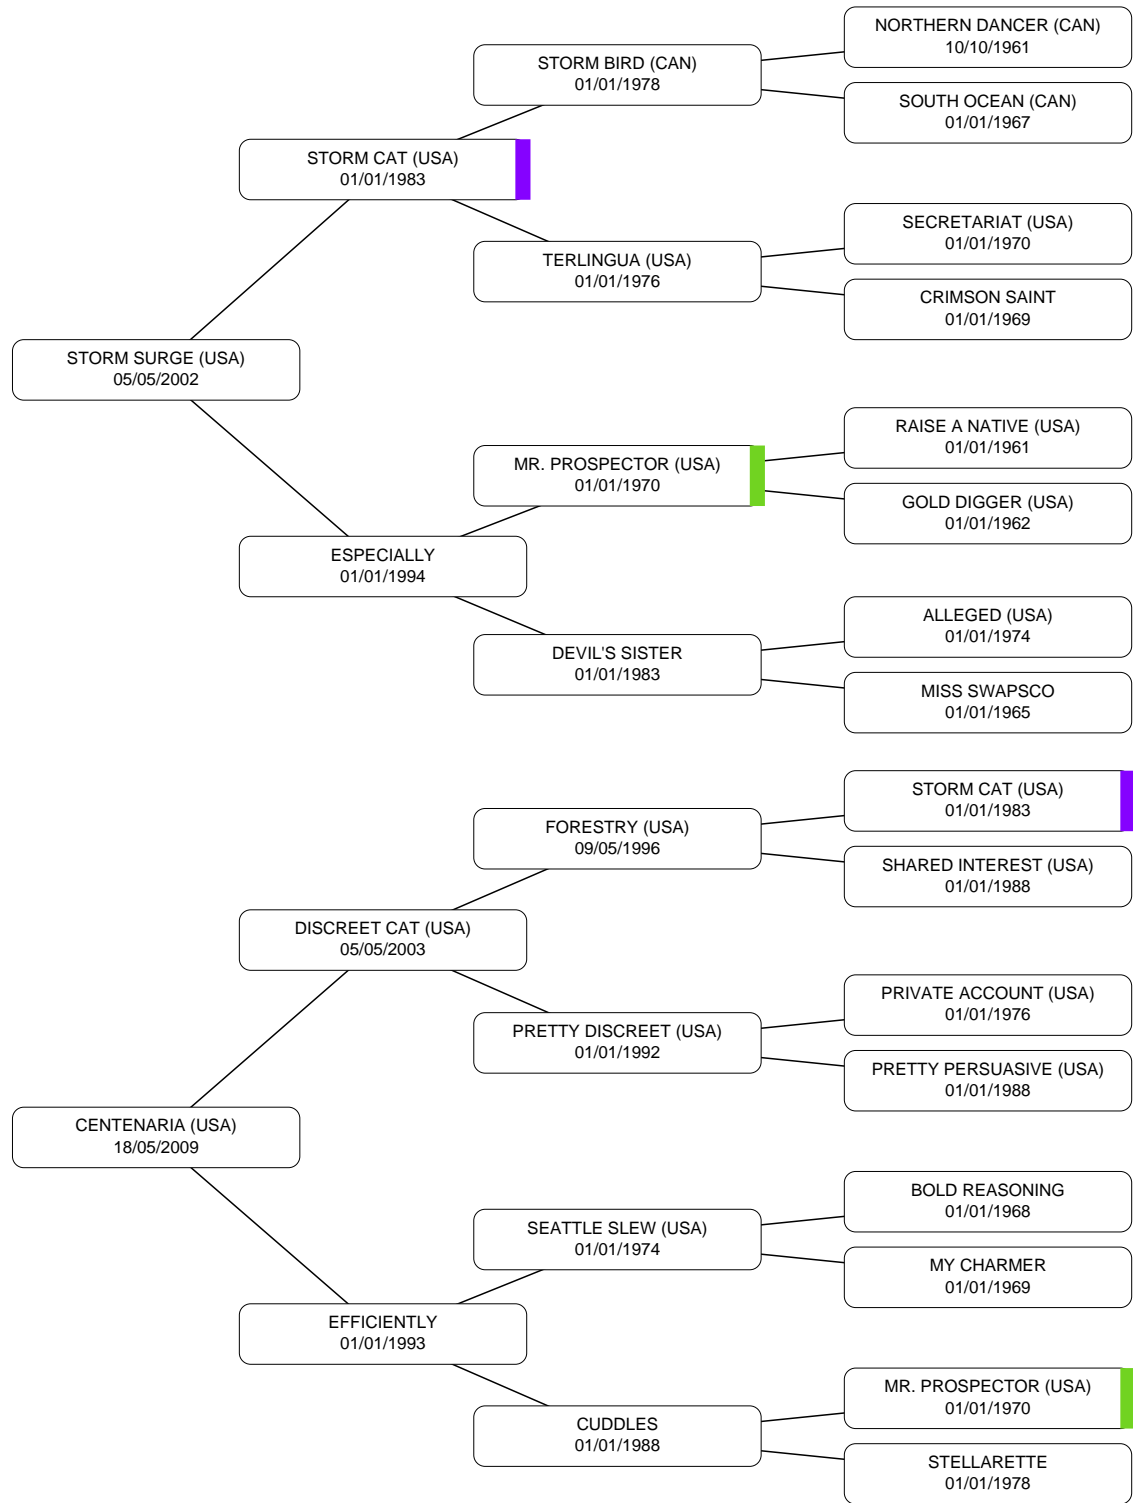 NORTHERN DANCER (CAN)
10/10/1961
STORM BIRD (CAN)
01/01/1978
SOUTH OCEAN (CAN)
01/01/1967
STORM CAT (USA)
01/01/1983
SECRETARIAT (USA)
01/01/1970
TERLINGUA (USA)
01/01/1976
CRIMSON SAINT
01/01/1969
STORM SURGE (USA)
05/05/2002
RAISE A NATIVE (USA)
01/01/1961
MR. PROSPECTOR (USA)
01/01/1970
GOLD DIGGER (USA)
01/01/1962
ESPECIALLY
01/01/1994
ALLEGED (USA)
01/01/1974
DEVIL'S SISTER
01/01/1983
MISS SWAPSCO
01/01/1965
STORM CAT (USA)
01/01/1983
FORESTRY (USA)
09/05/1996
SHARED INTEREST (USA)
01/01/1988
DISCREET CAT (USA)
05/05/2003
PRIVATE ACCOUNT (USA)
01/01/1976
PRETTY DISCREET (USA)
01/01/1992
PRETTY PERSUASIVE (USA)
01/01/1988
CENTENARIA (USA)
18/05/2009
BOLD REASONING
01/01/1968
SEATTLE SLEW (USA)
01/01/1974
MY CHARMER
01/01/1969
EFFICIENTLY
01/01/1993
MR. PROSPECTOR (USA)
01/01/1970
CUDDLES
01/01/1988
STELLARETTE
01/01/1978